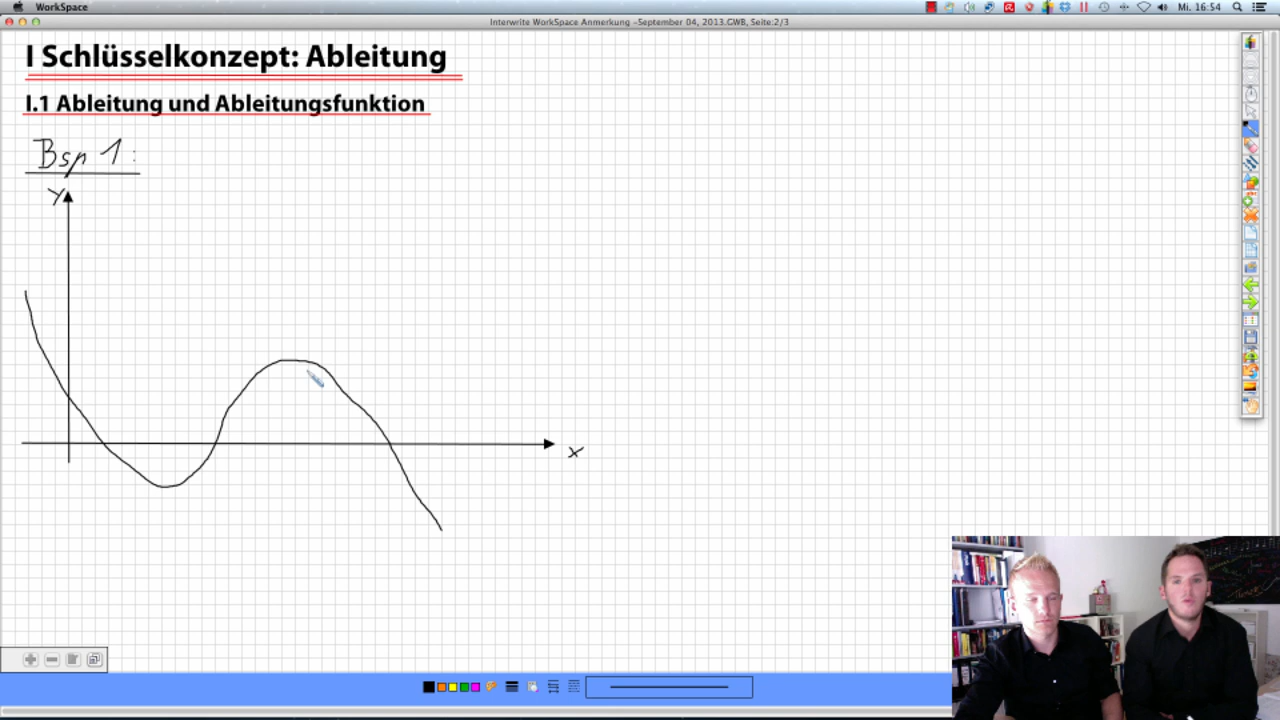 WorkSpace
Mi. 16:54
Interwrite WorkSpace Anmerkung –September 04, 2013.GWB, Seite:2/3
I Schlüsselkonzept: Ableitung
I.1 Ableitung und Ableitungsfunktion
Bsp 1:
y
x